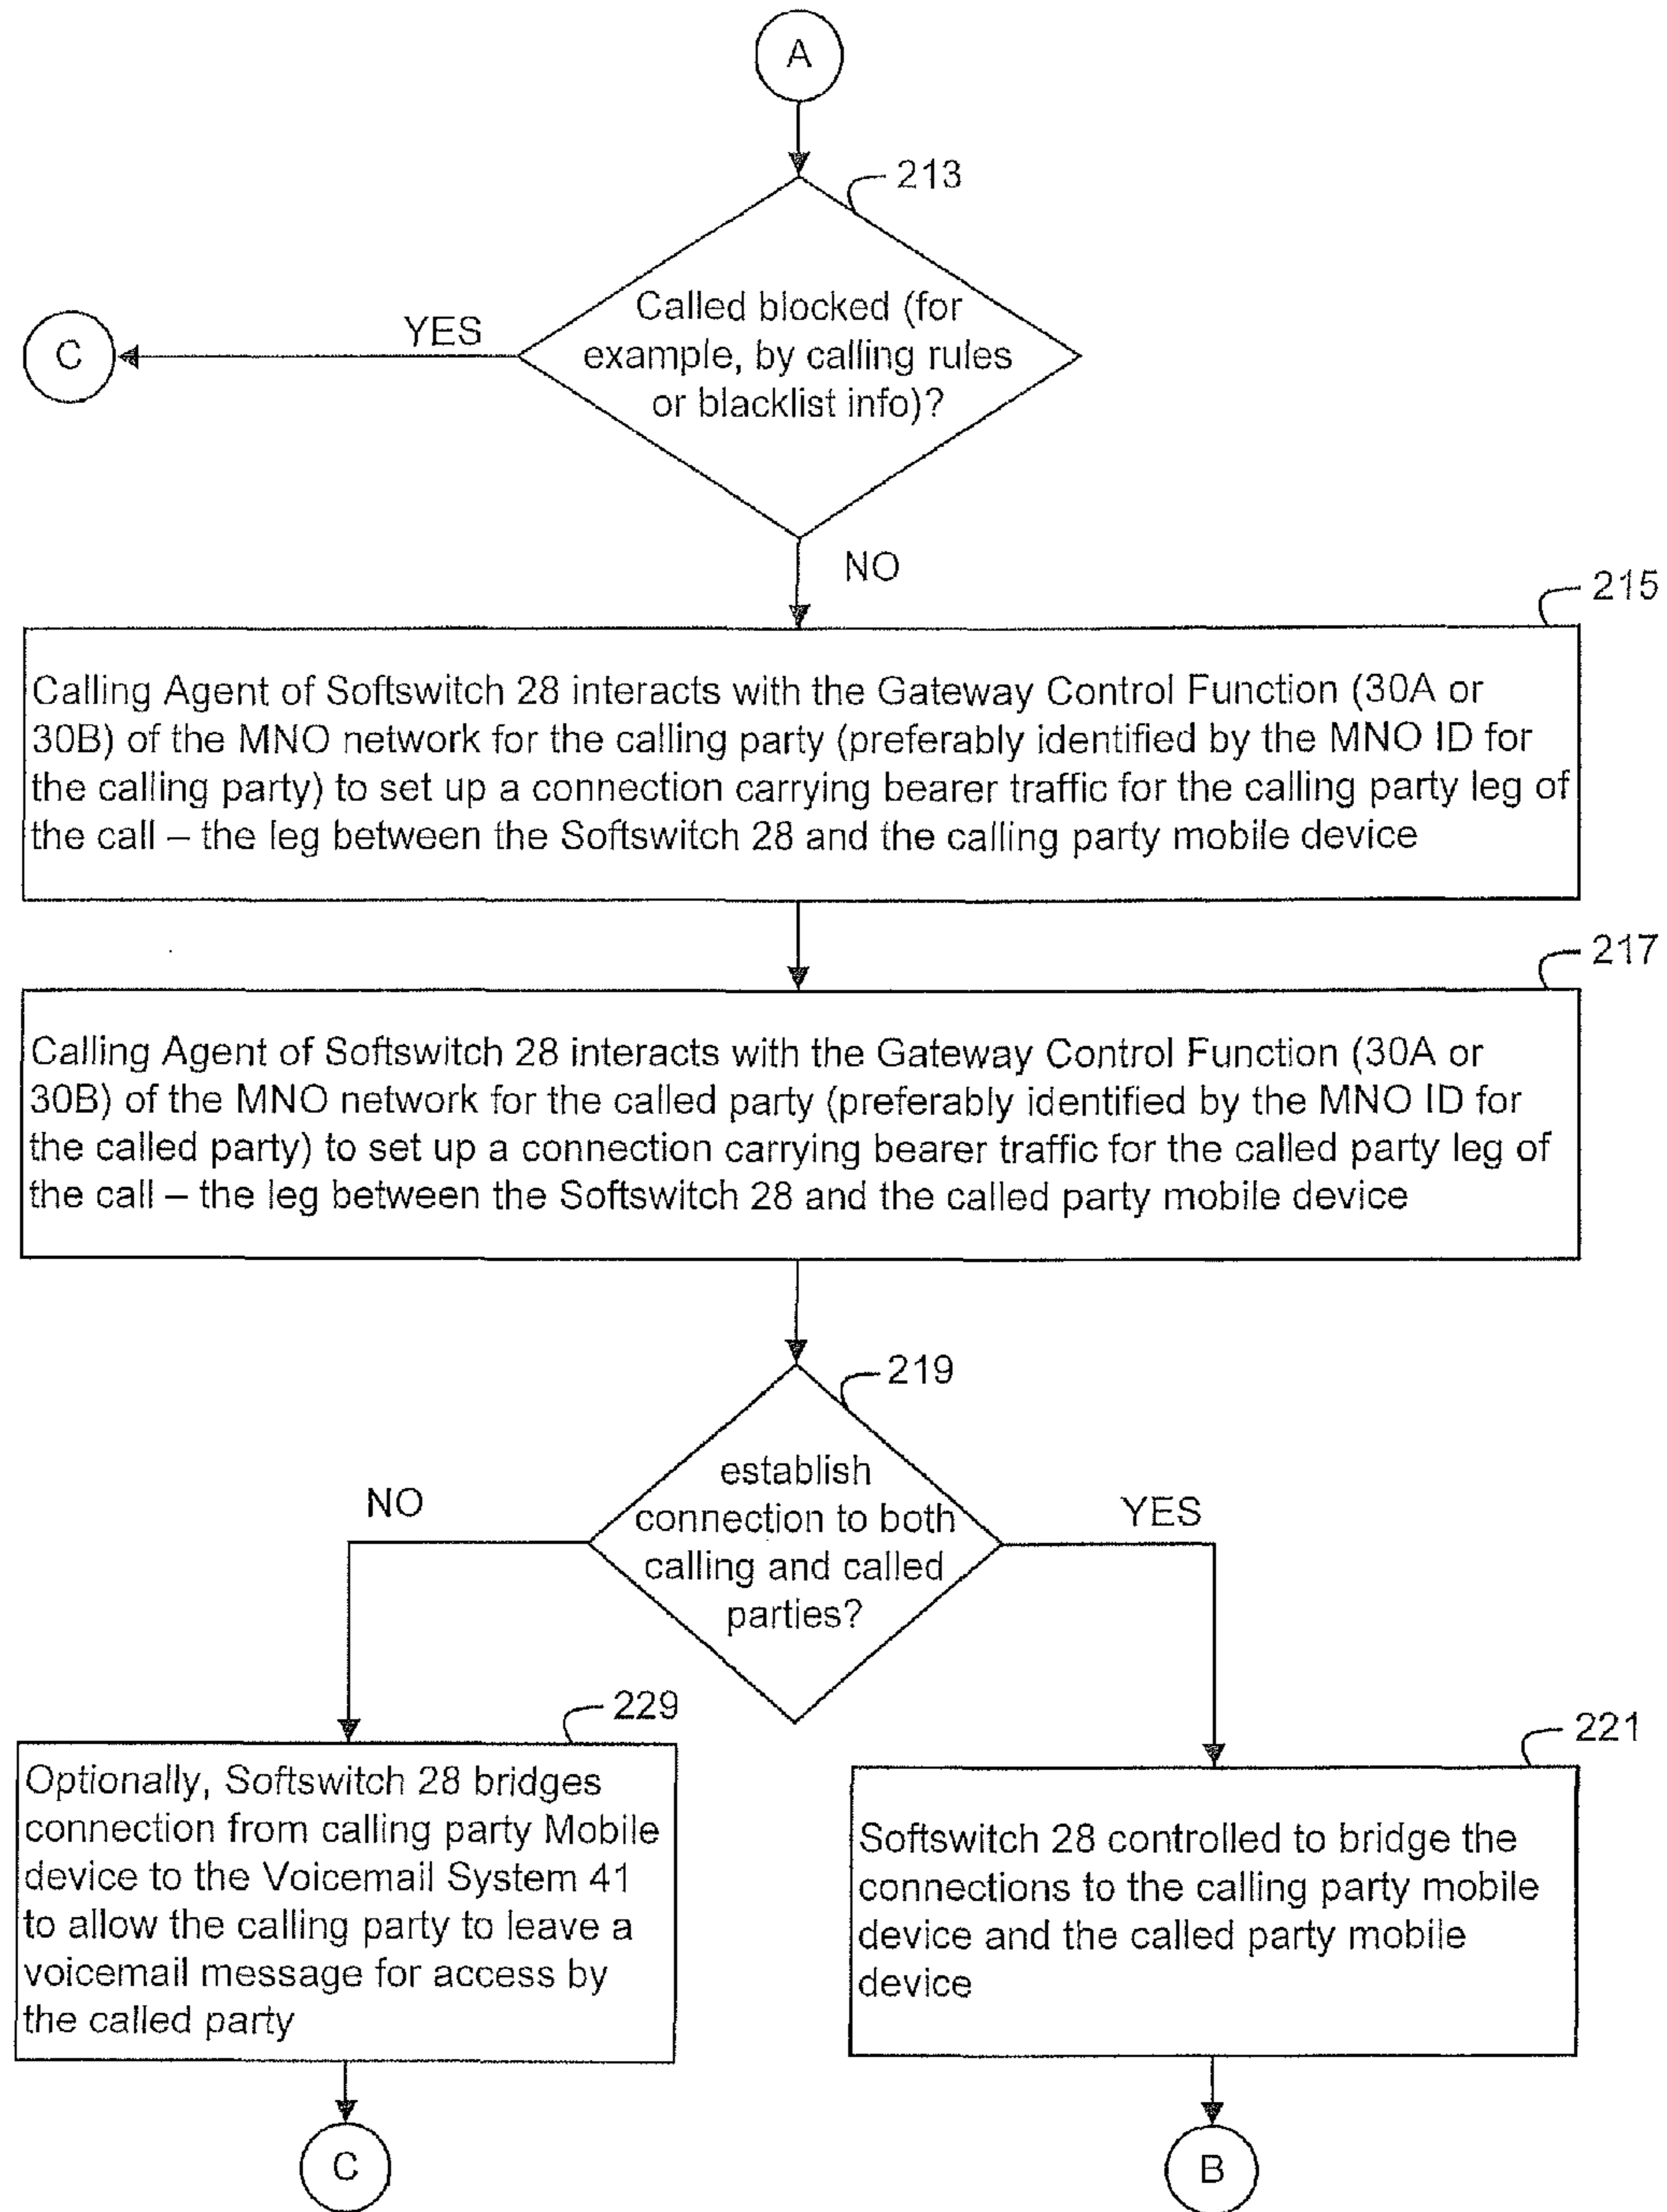 A
213
Called blocked (for
example, by calling rules
or blacklist info)?
YES
C
NO
215
Calling Agent of Softswitch 28 interacts with the Gateway Control Function (30A or
30B) of the MNO network for the calling party (preferably identified by the MNO ID for
the calling party) to set up a connection carrying bearer traffic for the calling party leg of
the call – the leg between the Softswitch 28 and the calling party mobile device
217
Calling Agent of Softswitch 28 interacts with the Gateway Control Function (30A or
30B) of the MNO network for the called party (preferably identified by the MNO ID for
the called party) to set up a connection carrying bearer traffic for the called party leg of
the call – the leg between the Softswitch 28 and the called party mobile device
219
establish
connection to both
calling and called
parties?
NO
YES
229
Optionally, Softswitch 28 bridges
connection from calling party Mobile
device to the Voicemail System 41
to allow the calling party to leave a
voicemail message for access by
the called party
221
Softswitch 28 controlled to bridge the
connections to the calling party mobile
device and the called party mobile
device
C
B